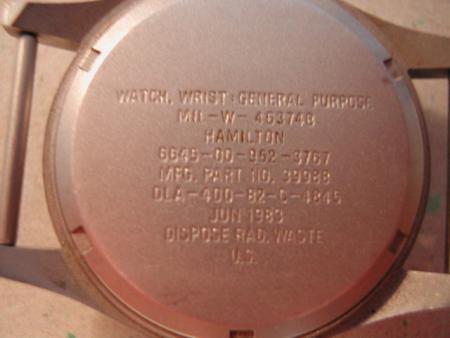 WATCH, WRIST: GENERAL PURPOSE
MIL-W-46374B
HAMILTON
6645-00-952-3767
MFG. PART NO. 39988
DLA-400-82-C-4845
JUN 1983
DISPOSE RAD. WASTE
U.S.